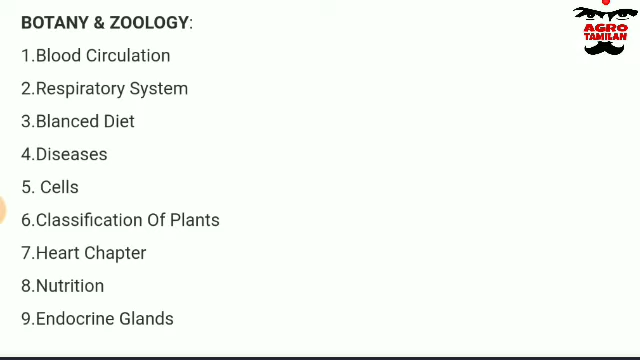 BOTANY & ZOOLOGY:
1.Blood Circulation
2.Respiratory System
3.Blanced Diet
4.Diseases
5. Cells
6.Classification Of Plants
7.Heart Chapter
8.Nutrition
9.Endocrine Glands
AGRO
TAMILAN